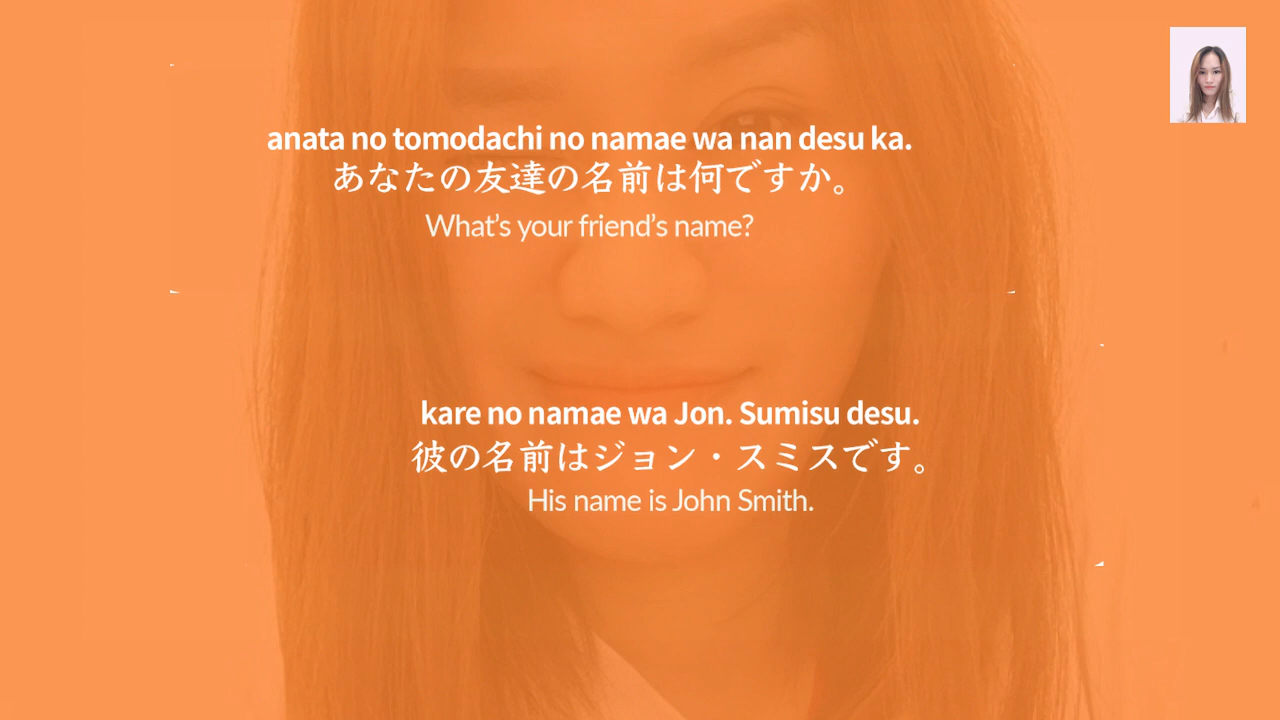 anata no tomodachi no namae wa nan desu ka.
あなたの友達の名前は何ですか。
What's your friend's name?
kare no namae wa Jon. Sumisu desu.
彼の名前はジョン・スミスです。
His name is John Smith.